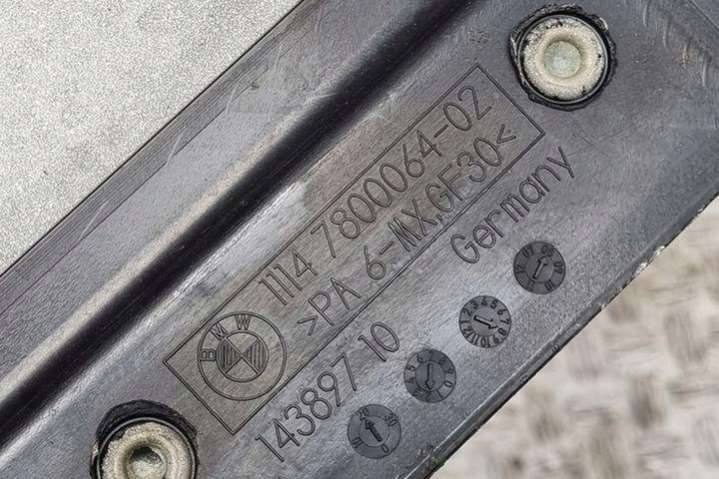 BMW
1114 7800064-02
>PA 6-MX,GF30<
143897 10
Germany